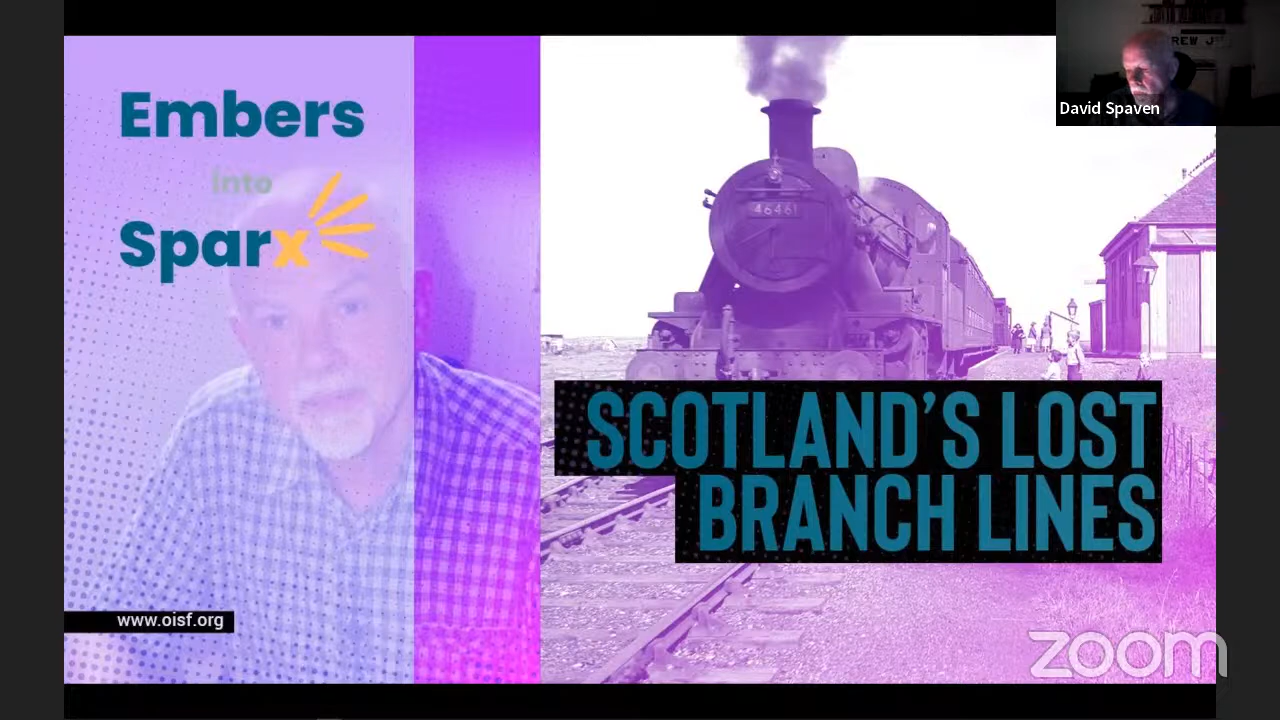 Embers
into
Sparx
46461
SCOTLAND'S LOST
BRANCH LINES
www.oisf.org
David Spaven
zoom